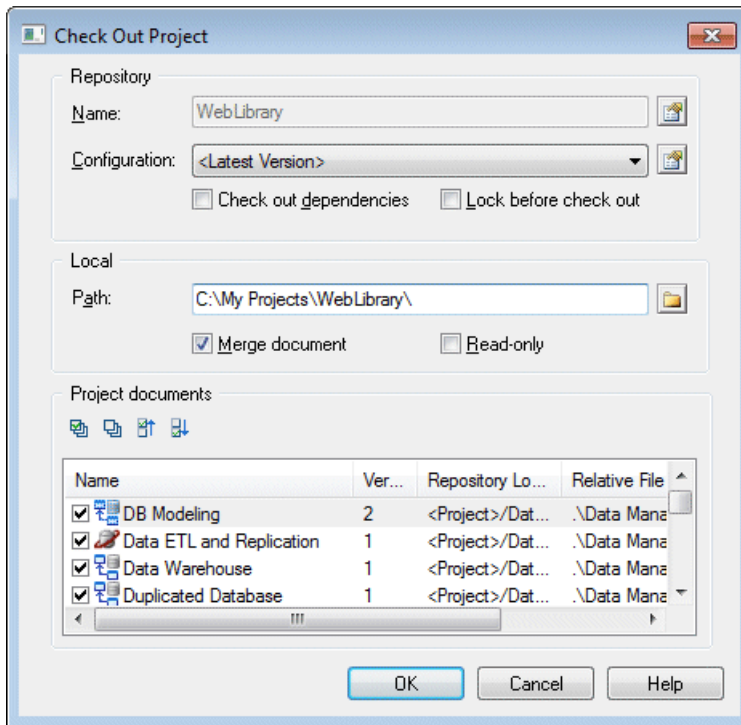 Check Out Project
Repository
Name: WebLibrary
Configuration: <Latest Version>
Check out dependencies Lock before check out
Local
Path: C:\My Projects\WebLibrary\
Merge document Read-only
Project documents
Name Ver... Repository Lo... Relative File
DB Modeling 2 <Project>/Dat... .\Data Mana
Data ETL and Replication 1 <Project>/Dat... .\Data Mana
Data Warehouse 1 <Project>/Dat... .\Data Mana
Duplicated Database 1 <Project>/Dat... .\Data Mana
OK Cancel Help